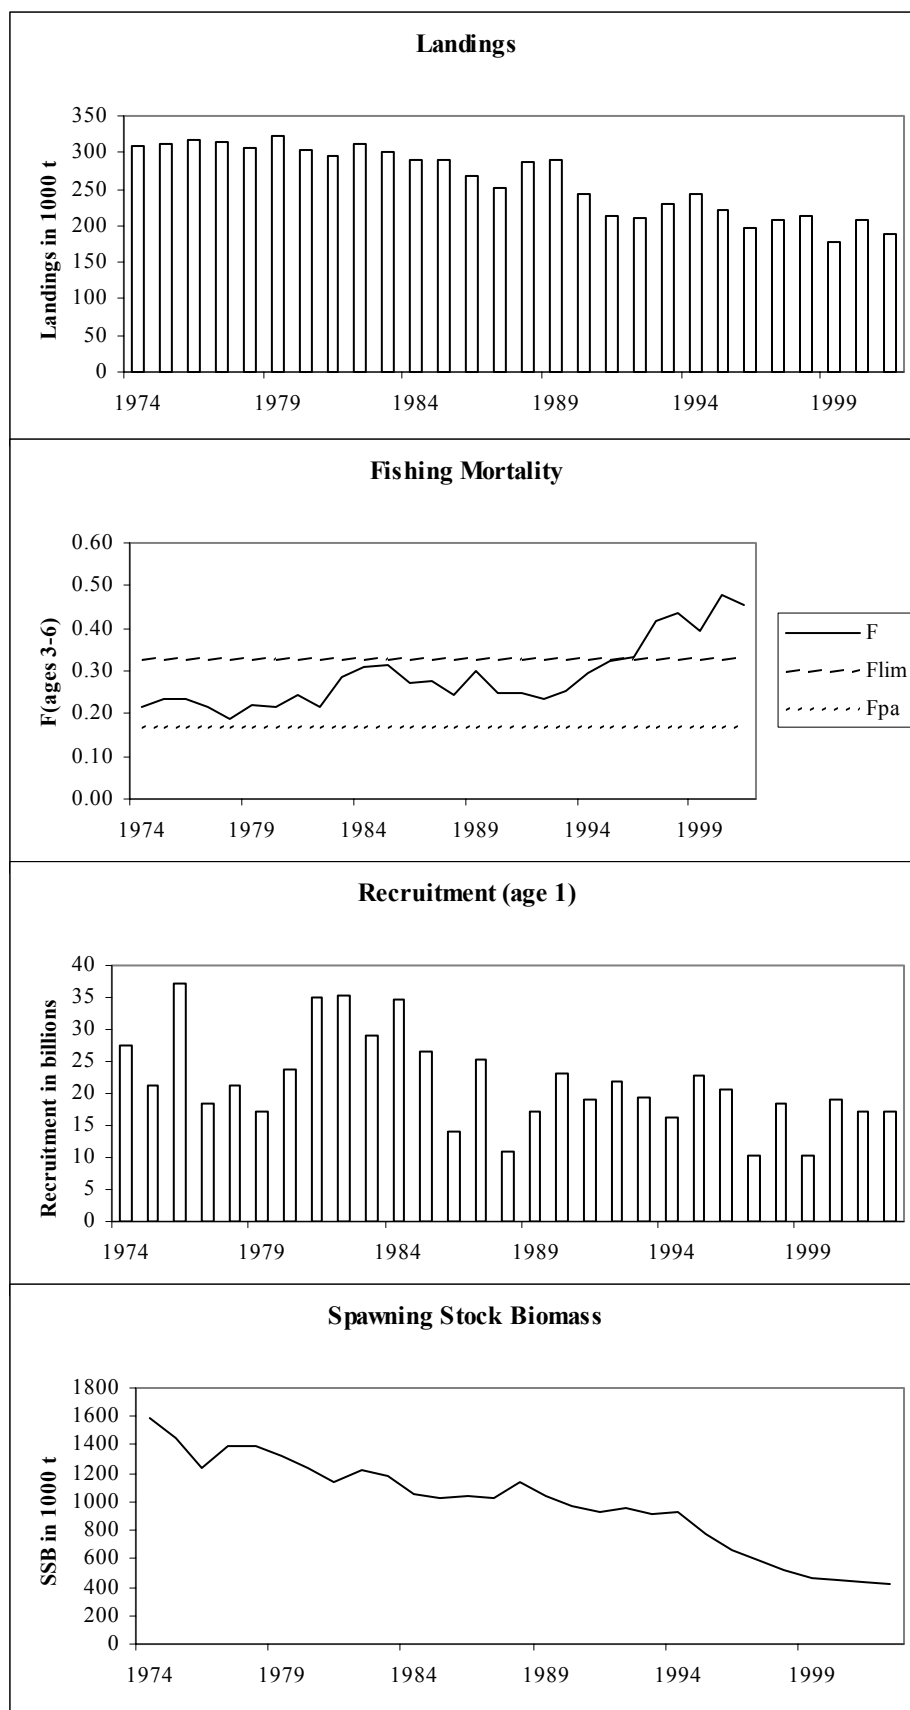 Landings
Landings in 1000 t
350
300
250
200
150
100
50
0
1974 1979 1984 1989 1994 1999
Fishing Mortality
F(ages 3-6)
0.60
0.50
0.40
0.30
0.20
0.10
0.00
1974 1979 1984 1989 1994 1999
F
Flim
Fpa
Recruitment (age 1)
Recruitment in billions
40
35
30
25
20
15
10
5
0
1974 1979 1984 1989 1994 1999
Spawning Stock Biomass
SSB in 1000 t
1800
1600
1400
1200
1000
800
600
400
200
0
1974 1979 1984 1989 1994 1999